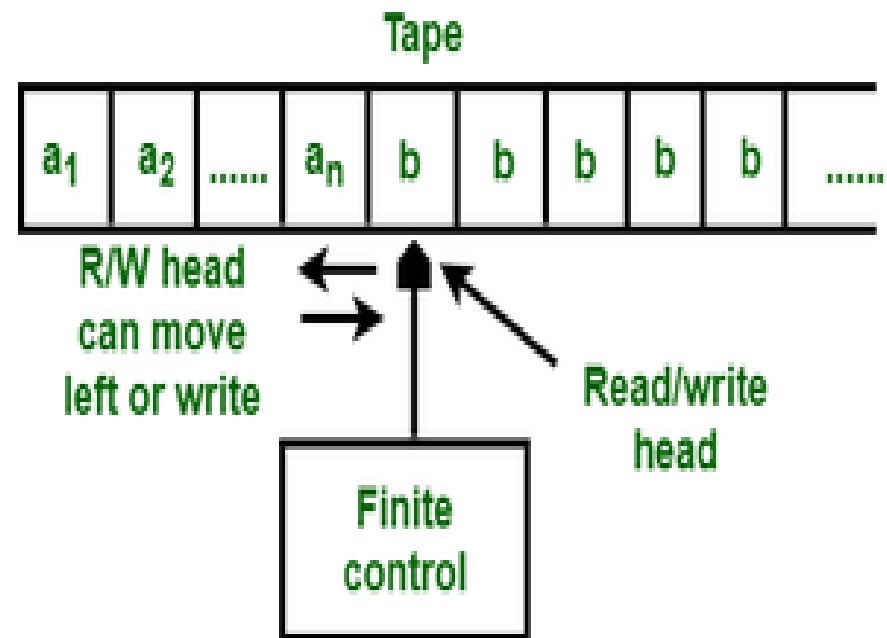 Tape
a₁ a₂ ...... aₙ b b b b b ......
R/W head
can move
left or write
Read/write
head
Finite
control